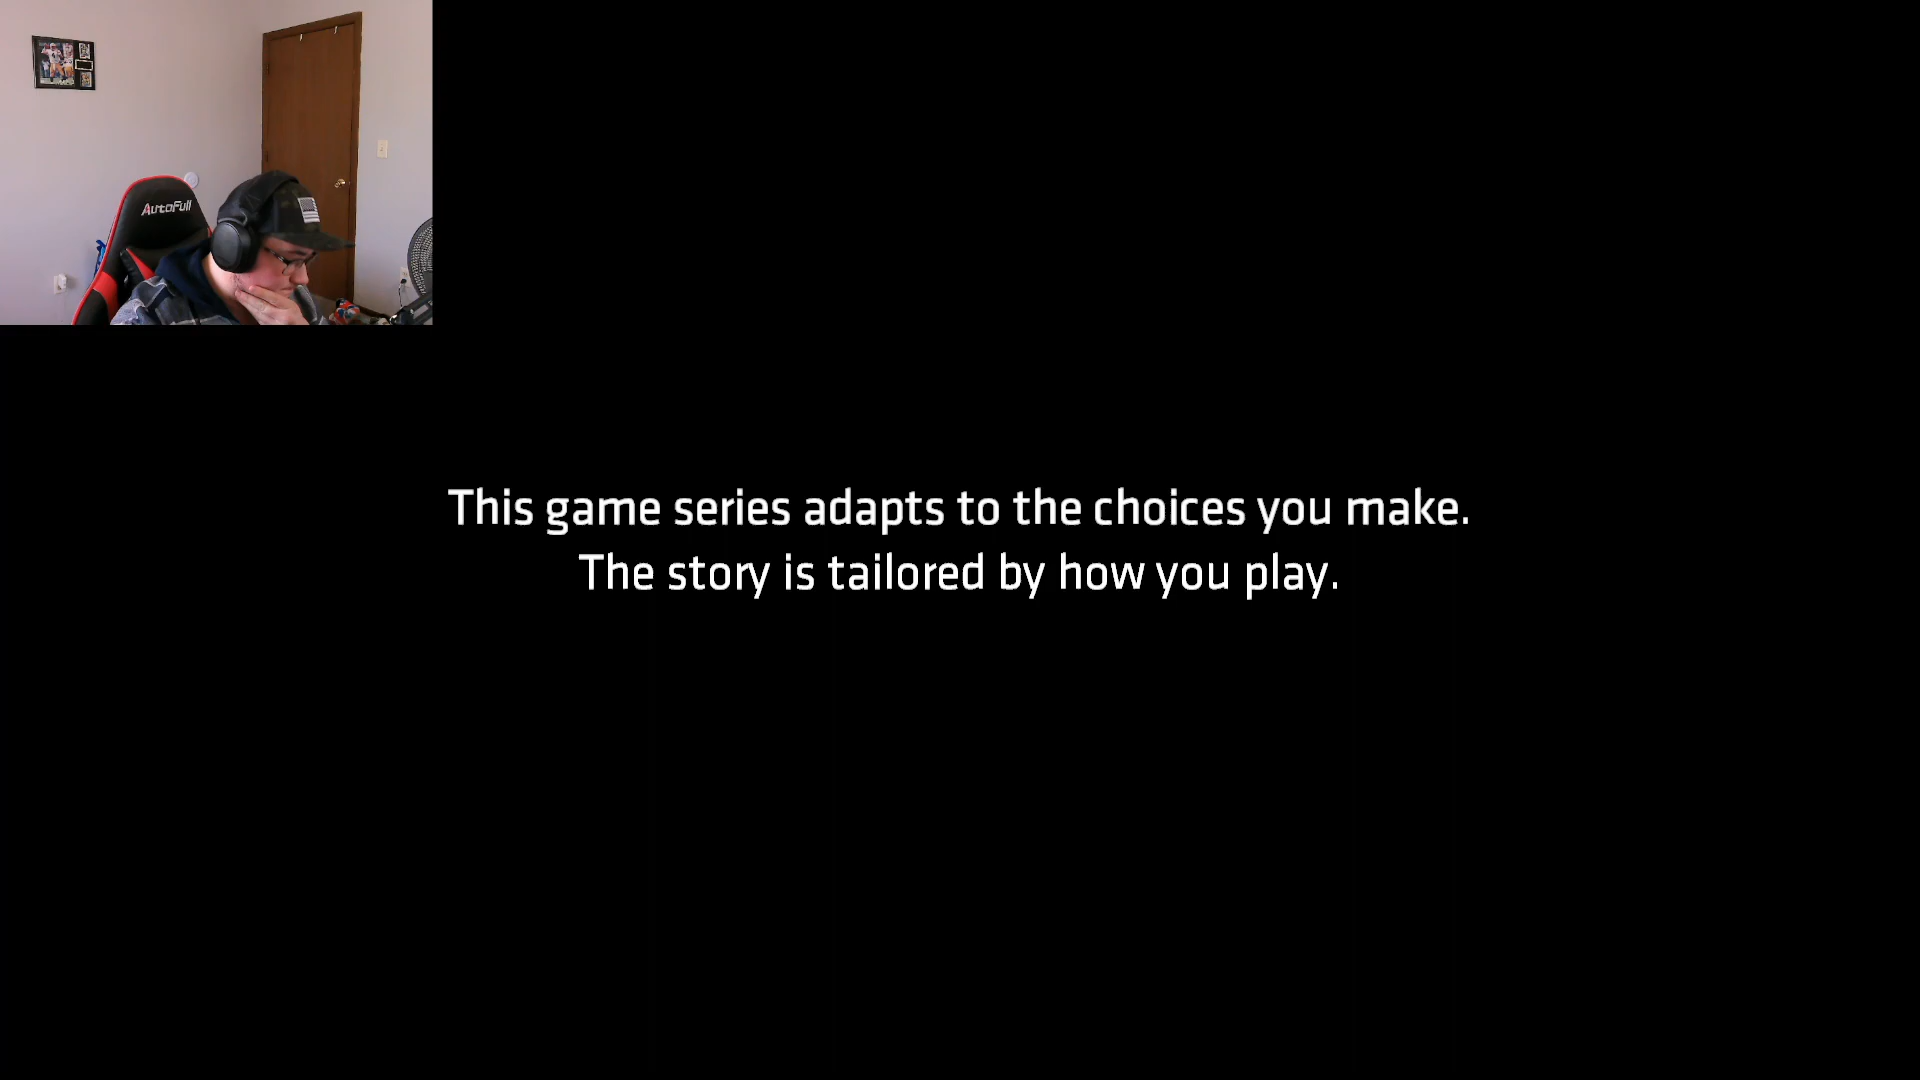 AutoFull
This game series adapts to the choices you make.
The story is tailored by how you play.